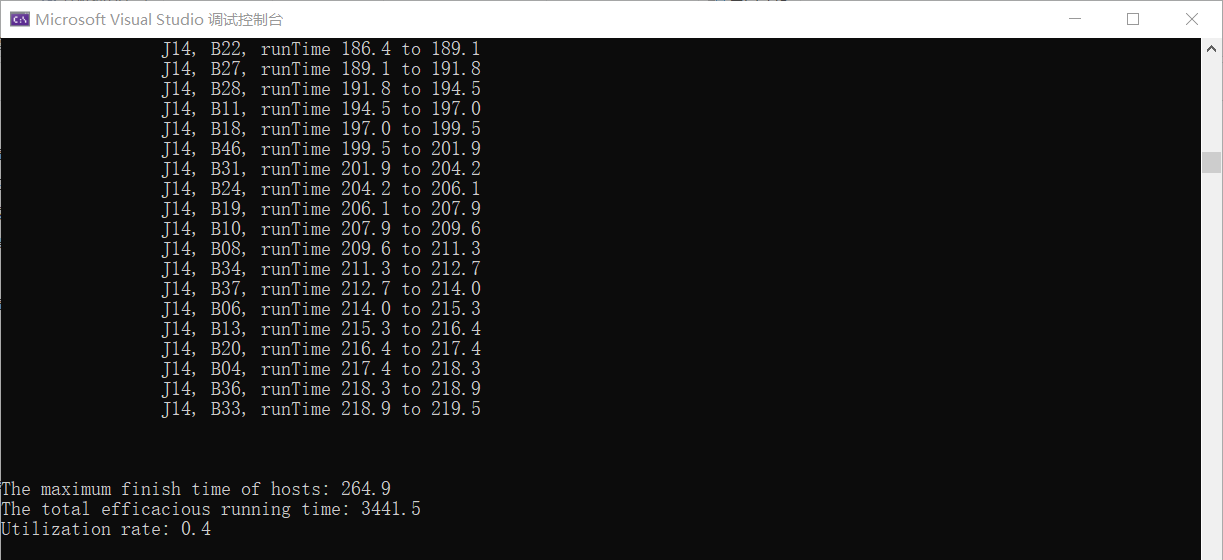 Microsoft Visual Studio 调试控制台
J14, B22, runTime 186.4 to 189.1
J14, B27, runTime 189.1 to 191.8
J14, B28, runTime 191.8 to 194.5
J14, B11, runTime 194.5 to 197.0
J14, B18, runTime 197.0 to 199.5
J14, B46, runTime 199.5 to 201.9
J14, B31, runTime 201.9 to 204.2
J14, B24, runTime 204.2 to 206.1
J14, B19, runTime 206.1 to 207.9
J14, B10, runTime 207.9 to 209.6
J14, B08, runTime 209.6 to 211.3
J14, B34, runTime 211.3 to 212.7
J14, B37, runTime 212.7 to 214.0
J14, B06, runTime 214.0 to 215.3
J14, B13, runTime 215.3 to 216.4
J14, B20, runTime 216.4 to 217.4
J14, B04, runTime 217.4 to 218.3
J14, B36, runTime 218.3 to 218.9
J14, B33, runTime 218.9 to 219.5
The maximum finish time of hosts: 264.9
The total efficacious running time: 3441.5
Utilization rate: 0.4